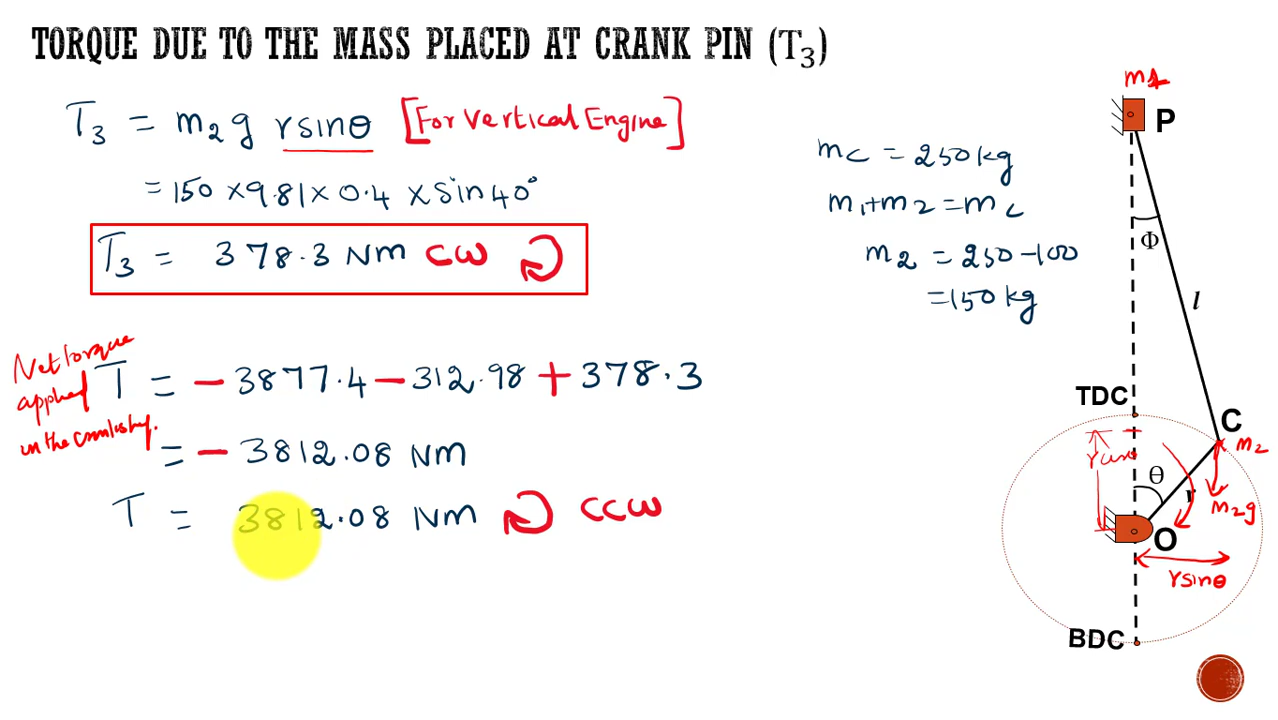 TORQUE DUE TO THE MASS PLACED AT CRANK PIN (T3)
T3 = m2 g rsinθ [For Vertical Engine]
= 150 × 9.81 × 0.4 × sin 40°
T3 = 378.3 Nm CW
Net torque
applied
on the crankshaft.
T = - 3877.4 - 312.98 + 378.3
= - 3812.08 Nm
T = 3812.08 Nm CCW
mC = 250 kg
m1 + m2 = mC
m2 = 250 - 100
= 150 kg
m1
P
Φ
l
TDC
C
m2
rcosθ
θ
r
m2g
O
rsinθ
BDC